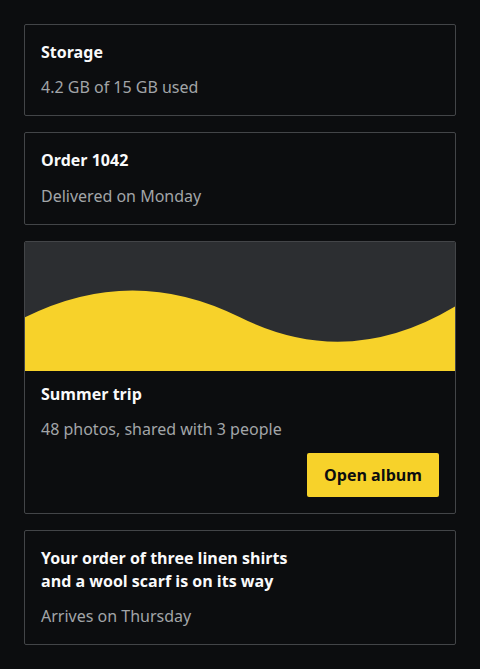 Storage
4.2 GB of 15 GB used
Order 1042
Delivered on Monday
Summer trip
48 photos, shared with 3 people
Open album
Your order of three linen shirts
and a wool scarf is on its way
Arrives on Thursday